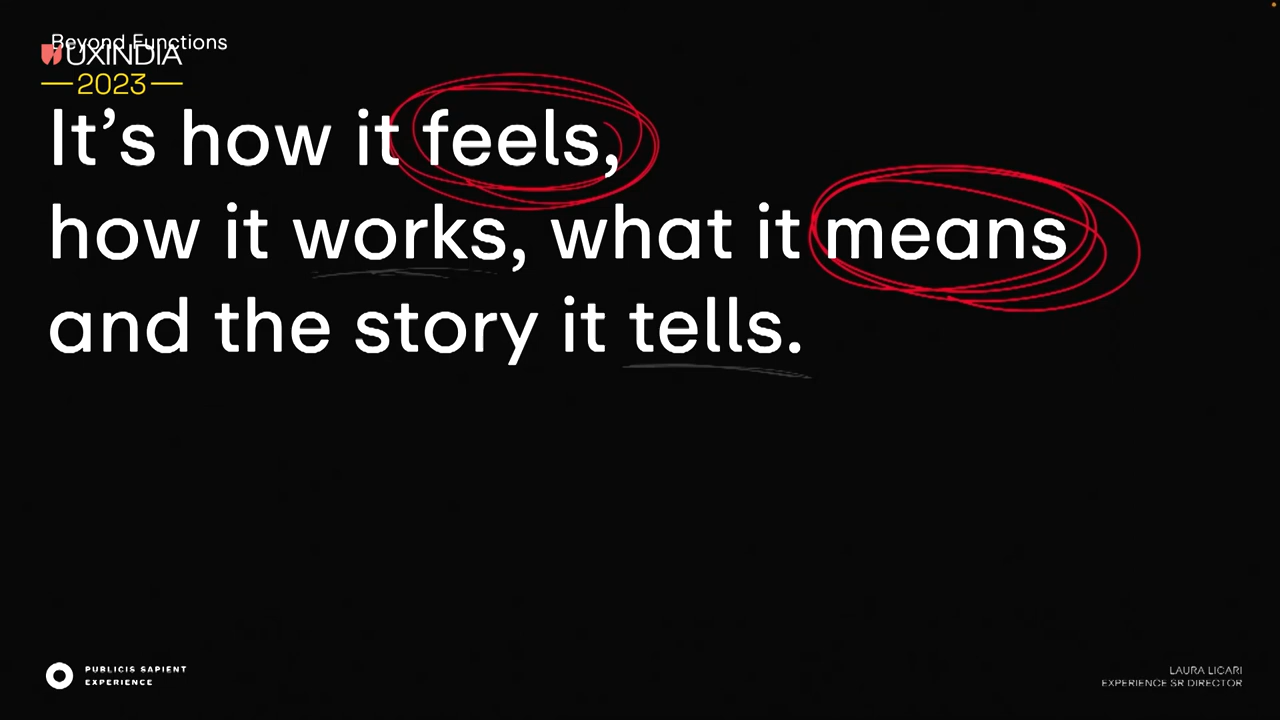 Beyond Functions
UXINDIA
2023
It’s how it feels,
how it works, what it means
and the story it tells.
PUBLICIS SAPIENT
EXPERIENCE
LAURA LICARI
EXPERIENCE SR DIRECTOR